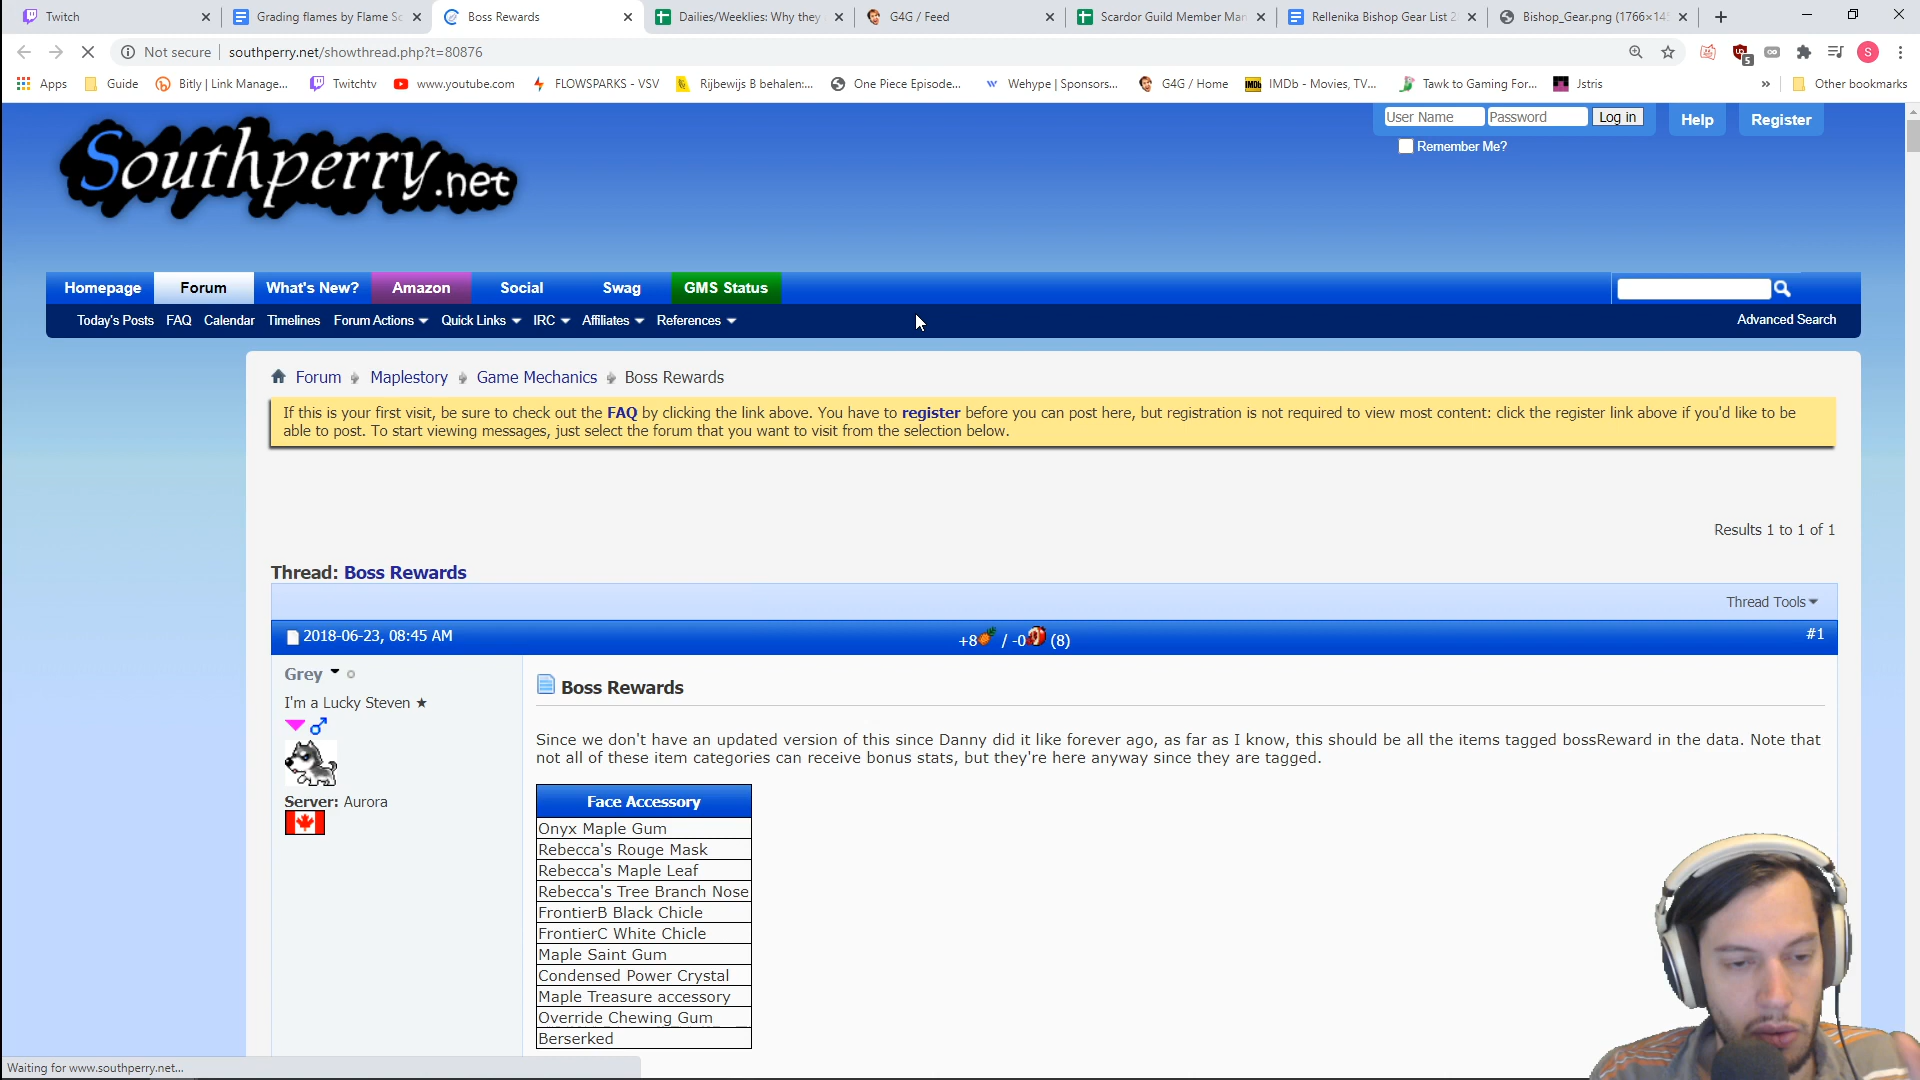 Twitch
Grading flames by Flame Sc
Boss Rewards
Dailies/Weeklies: Why they
G4G / Feed
Scardor Guild Member Man
Rellenika Bishop Gear List 2
Bishop_Gear.png (1766×14
Not secure
southperry.net/showthread.php?t=80876
5
S
Apps
Guide
Bitly | Link Manage...
Twitchtv
www.youtube.com
FLOWSPARKS - VSV
Rijbewijs B behalen:...
One Piece Episode...
Wehype | Sponsors...
G4G / Home
IMDb - Movies, TV...
Tawk to Gaming For...
Jstris
»
Other bookmarks
Southperry.net
User Name
Password
Log in
Help
Register
Remember Me?
Homepage
Forum
What's New?
Amazon
Social
Swag
GMS Status
Today's Posts
FAQ
Calendar
Timelines
Forum Actions
Quick Links
IRC
Affiliates
References
Advanced Search
Forum
Maplestory
Game Mechanics
Boss Rewards
If this is your first visit, be sure to check out the FAQ by clicking the link above. You have to register before you can post here, but registration is not required to view most content: click the register link above if you'd like to be
able to post. To start viewing messages, just select the forum that you want to visit from the selection below.
Results 1 to 1 of 1
Thread: Boss Rewards
Thread Tools
2018-06-23, 08:45 AM
+8 / -0 (8)
#1
Grey
I'm a Lucky Steven ★
Server: Aurora
Boss Rewards
Since we don't have an updated version of this since Danny did it like forever ago, as far as I know, this should be all the items tagged bossReward in the data. Note that
not all of these item categories can receive bonus stats, but they're here anyway since they are tagged.
Face Accessory
Onyx Maple Gum
Rebecca's Rouge Mask
Rebecca's Maple Leaf
Rebecca's Tree Branch Nose
FrontierB Black Chicle
FrontierC White Chicle
Maple Saint Gum
Condensed Power Crystal
Maple Treasure accessory
Override Chewing Gum
Berserked
Waiting for www.southperry.net...